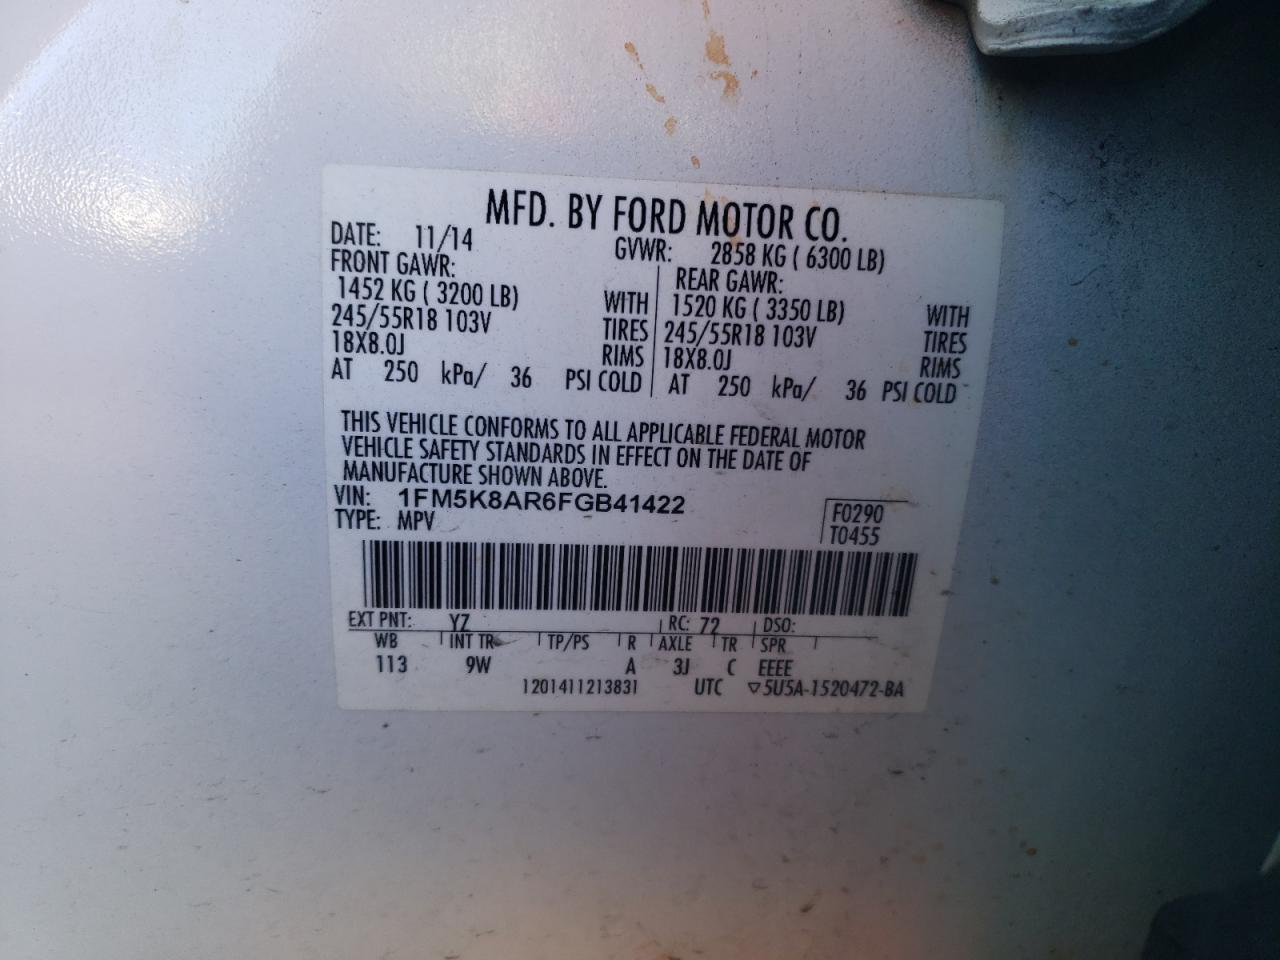 MFD. BY FORD MOTOR CO.
DATE: 11/14 GVWR: 2858 KG ( 6300 LB)
FRONT GAWR: REAR GAWR:
1452 KG ( 3200 LB) WITH 1520 KG ( 3350 LB) WITH
245/55R18 103V TIRES 245/55R18 103V TIRES
18X8.0J RIMS 18X8.0J RIMS
AT 250 kPa/ 36 PSI COLD AT 250 kPa/ 36 PSI COLD
THIS VEHICLE CONFORMS TO ALL APPLICABLE FEDERAL MOTOR
VEHICLE SAFETY STANDARDS IN EFFECT ON THE DATE OF
MANUFACTURE SHOWN ABOVE.
VIN: 1FM5K8AR6FGB41422 F0290
TYPE: MPV T0455
EXT PNT: YZ RC: 72 DSO:
WB INT TR TP/PS R AXLE TR SPR
113 9W A 3J C EEEE
1201411213831 UTC ▽5U5A-1520472-BA